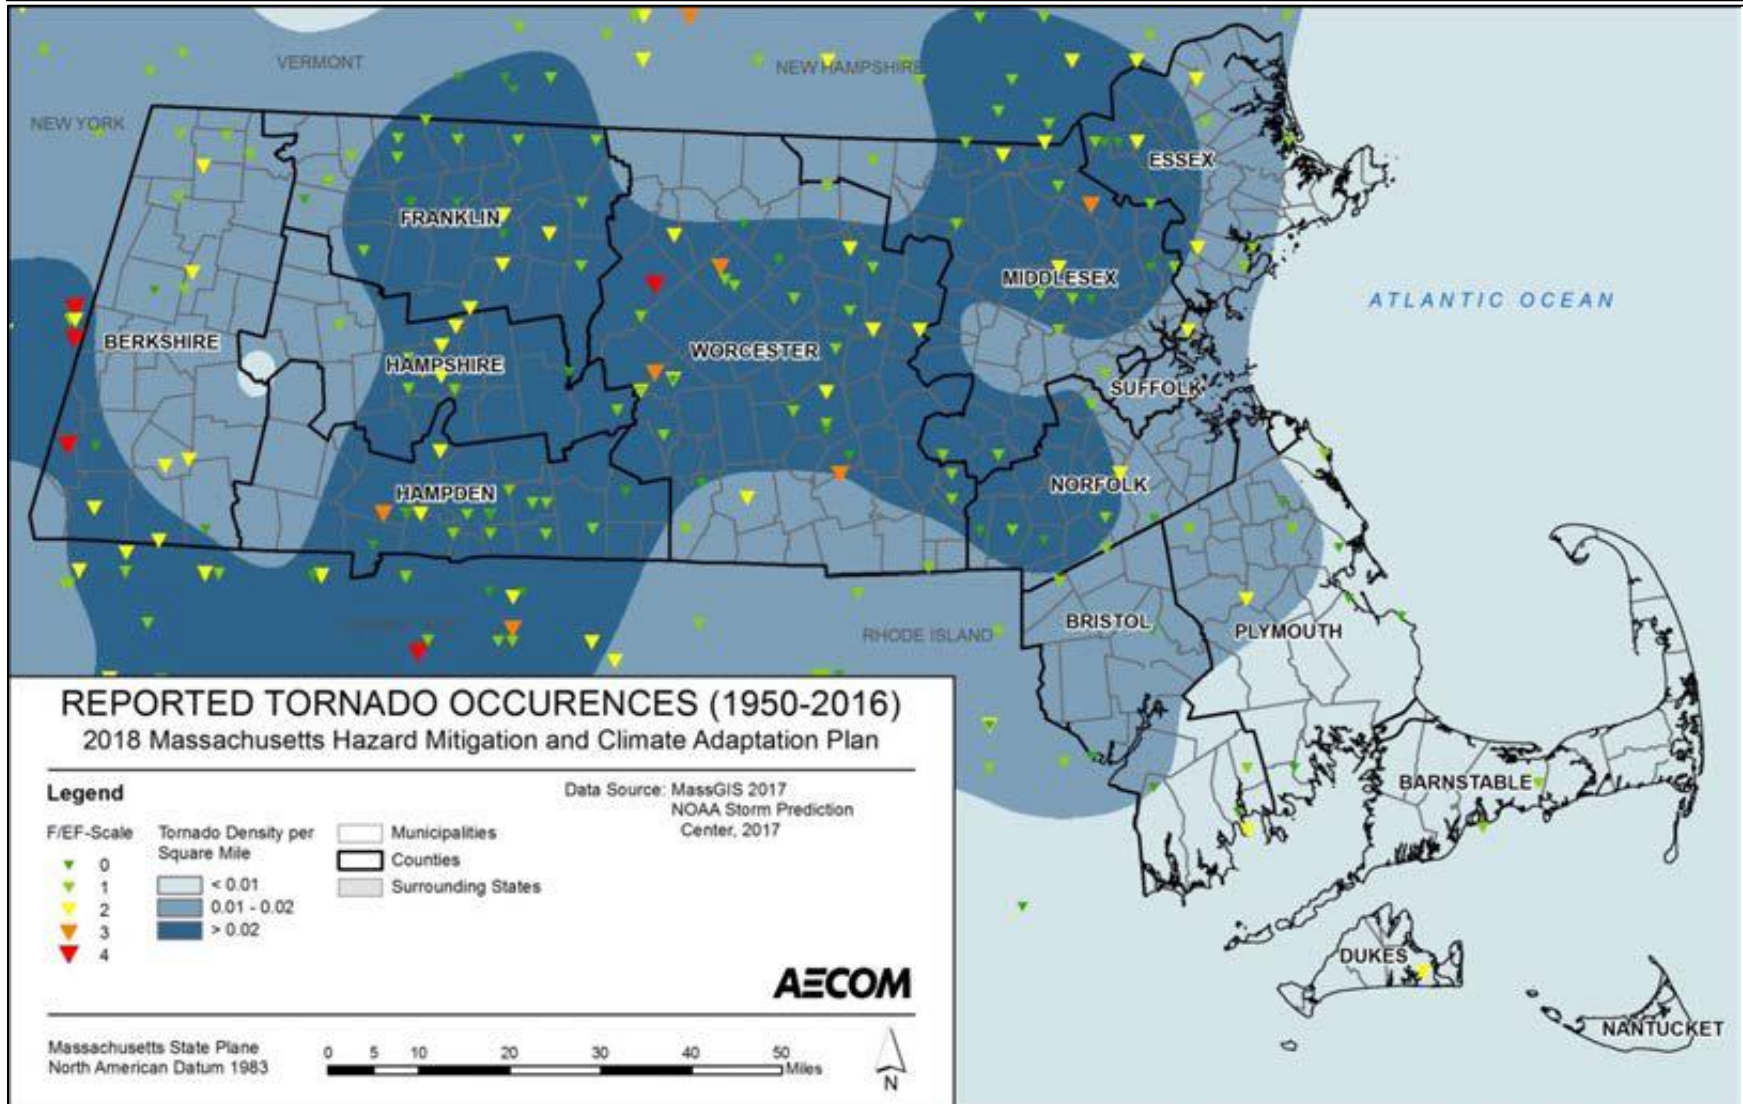 VERMONT
NEW HAMPSHIRE
NEW YORK
ESSEX
FRANKLIN
MIDDLESEX
ATLANTIC OCEAN
BERKSHIRE
HAMPSHIRE
WORCESTER
SUFFOLK
HAMPDEN
NORFOLK
BRISTOL
PLYMOUTH
RHODE ISLAND
BARNSTABLE
DUKES
NANTUCKET
REPORTED TORNADO OCCURENCES (1950-2016)
2018 Massachusetts Hazard Mitigation and Climate Adaptation Plan
Legend
F/EF-Scale
0
1
2
3
4
Tornado Density per
Square Mile
< 0.01
0.01 - 0.02
> 0.02
Municipalities
Counties
Surrounding States
Data Source: MassGIS 2017
NOAA Storm Prediction
Center, 2017
AECOM
Massachusetts State Plane
North American Datum 1983
0 5 10 20 30 40 50
Miles
N